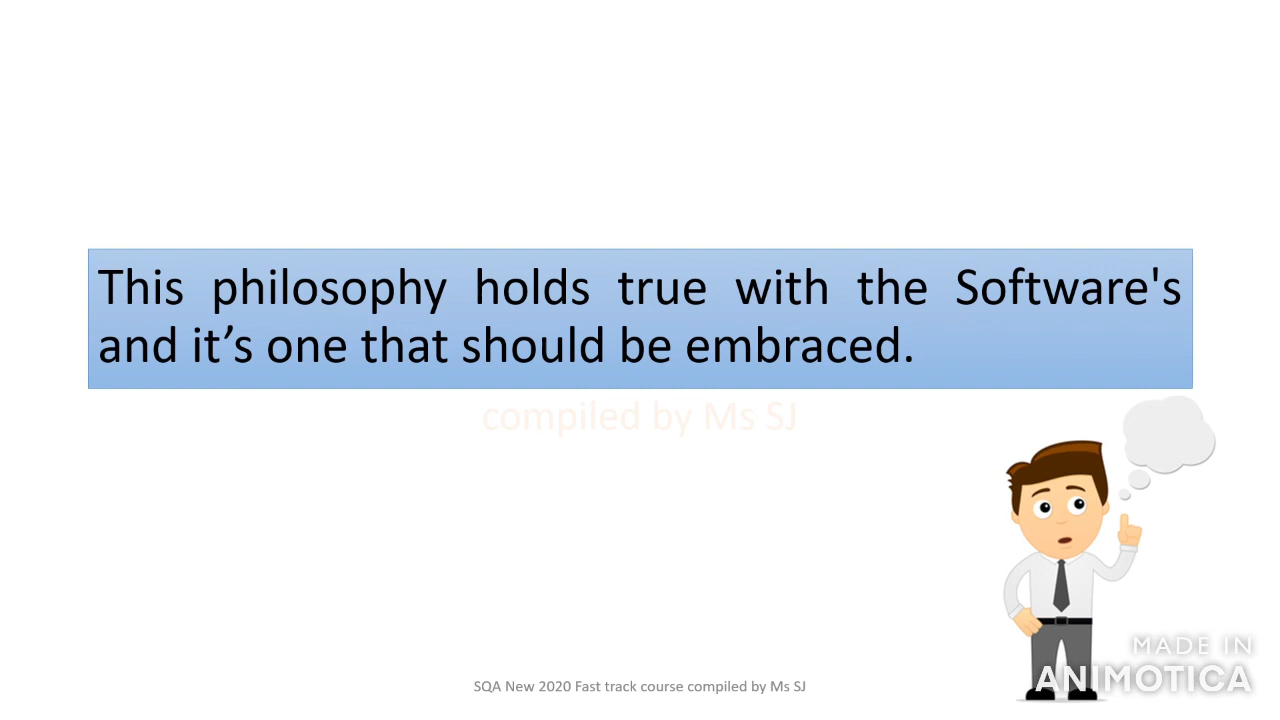 This philosophy holds true with the Software's
and it’s one that should be embraced.
compiled by Ms SJ
MADE IN
ANIMOTICA
SQA New 2020 Fast track course compiled by Ms SJ